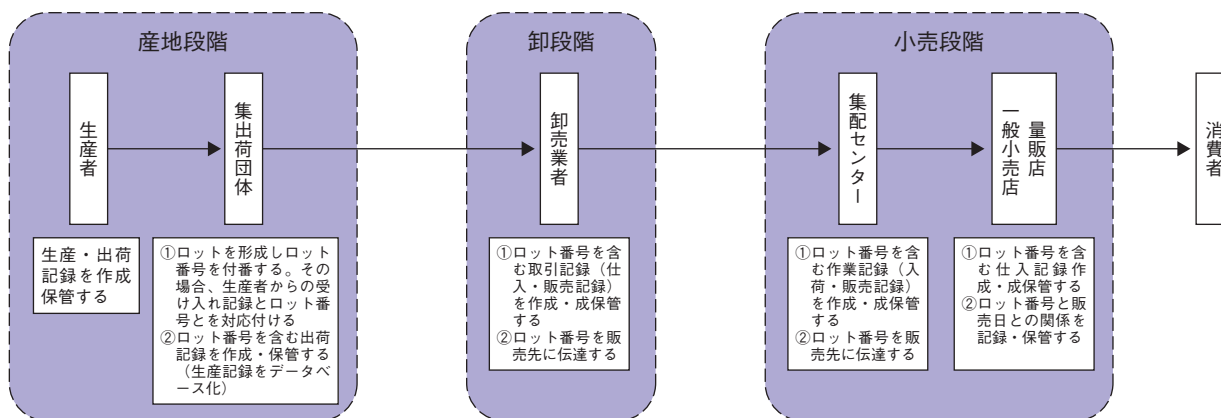 産地段階
卸段階
小売段階
生産者
集出荷団体
卸売業者
集配センター
量販店
一般小売店
消費者
生産・出荷
記録を作成
保管する
①ロットを形成しロット
番号を付番する。その
場合、生産者からの受
け入れ記録とロット番
号とを対応付ける
②ロット番号を含む出荷
記録を作成・保管する
（生産記録をデータベ
ース化）
①ロット番号を含
む取引記録（仕
入・販売記録）
を作成・成保管
する
②ロット番号を販
売先に伝達する
①ロット番号を含
む作業記録（入
荷・販売記録）
を作成・成保管
する
②ロット番号を販
売先に伝達する
①ロット番号を含
む仕入記録作
成・成保管する
②ロット番号と販
売日との関係を
記録・保管する